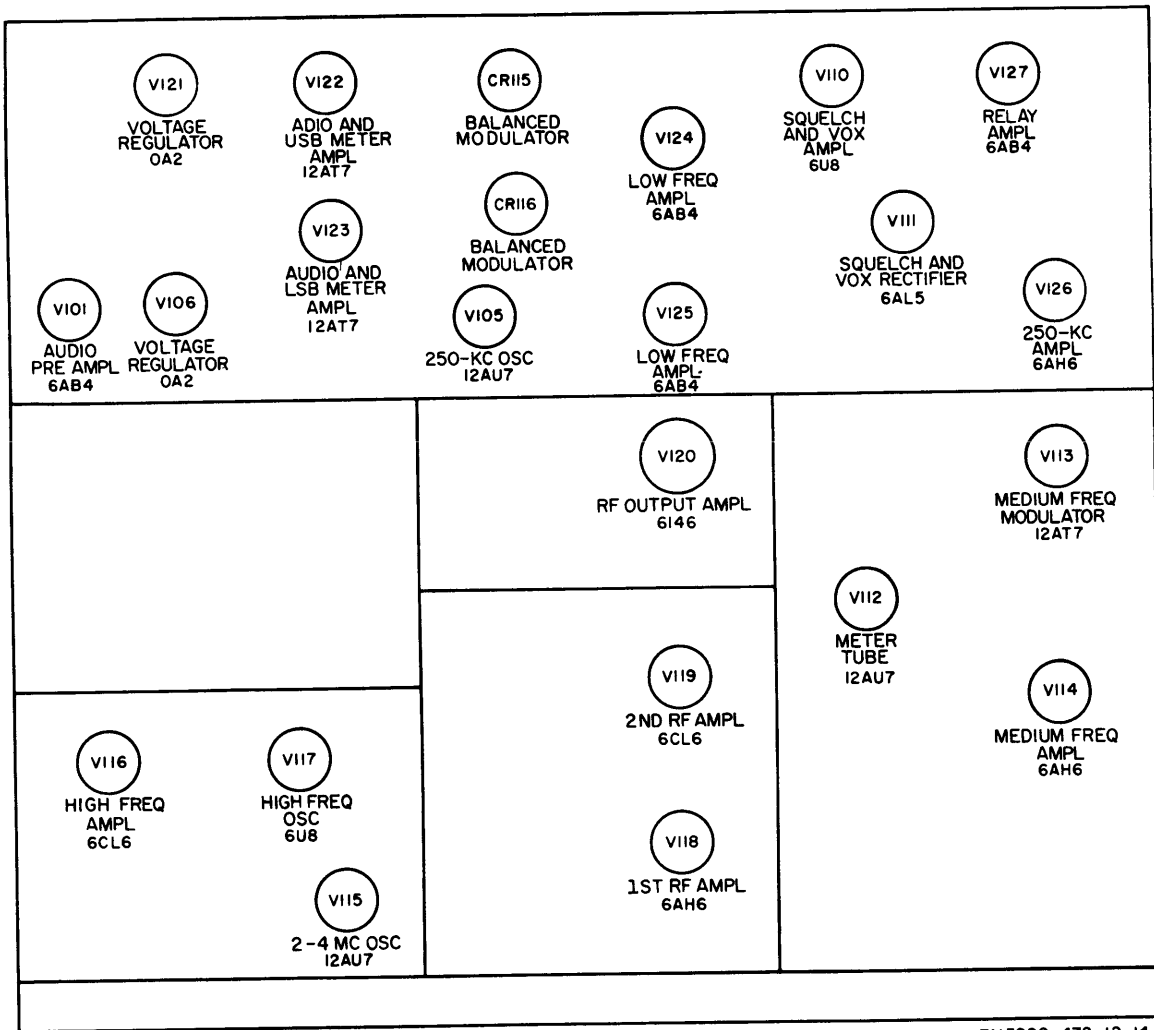 V121
VOLTAGE
REGULATOR
OA2
V122
ADIO AND
USB METER
AMPL
12AT7
CR115
BALANCED
MODULATOR
V124
LOW FREQ
AMPL
6AB4
V110
SQUELCH
AND VOX
AMPL
6U8
V127
RELAY
AMPL
6AB4
V123
AUDIO AND
LSB METER
AMPL
12AT7
CR116
BALANCED
MODULATOR
V111
SQUELCH AND
VOX RECTIFIER
6AL5
V101
AUDIO
PRE AMPL
6AB4
V106
VOLTAGE
REGULATOR
OA2
V105
250-KC OSC
12AU7
V125
LOW FREQ
AMPL.
6AB4
V126
250-KC
AMPL
6AH6
V120
RF OUTPUT AMPL
6146
V113
MEDIUM FREQ
MODULATOR
12AT7
V112
METER
TUBE
12AU7
V119
2ND RF AMPL
6CL6
V114
MEDIUM FREQ
AMPL
6AH6
V116
HIGH FREQ
AMPL
6CL6
V117
HIGH FREQ
OSC
6U8
V118
1ST RF AMPL
6AH6
V115
2-4 MC OSC
12AU7